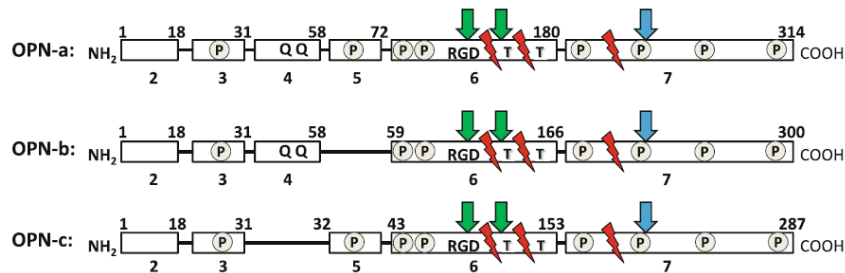 1 18 31 58 72 180 314
OPN-a: NH2 P Q Q P P P RGD T T P P P P COOH
2 3 4 5 6 7
1 18 31 58 59 166 300
OPN-b: NH2 P Q Q P P RGD T T P P P P COOH
2 3 4 6 7
1 18 31 32 43 153 287
OPN-c: NH2 P P P P RGD T T P P P P COOH
2 3 5 6 7